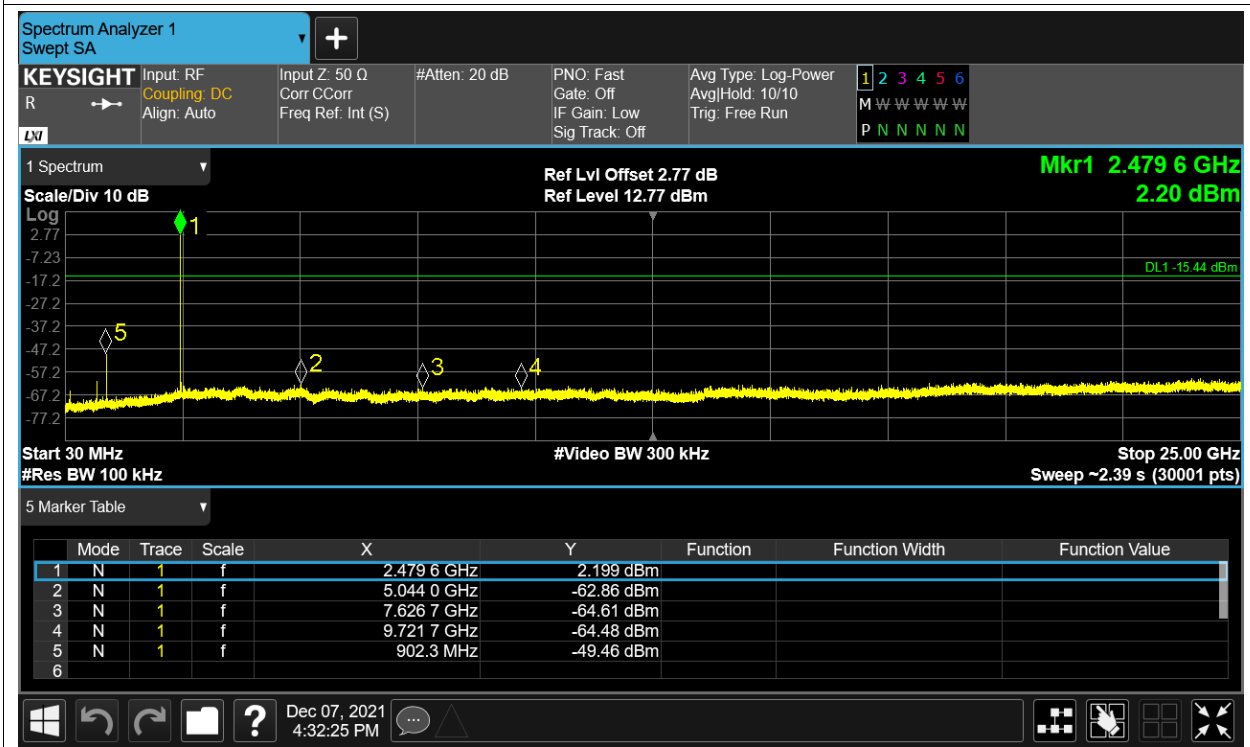 Spectrum Analyzer 1
Swept SA
+
KEYSIGHT Input: RF Input Z: 50 Ω #Atten: 20 dB PNO: Fast Avg Type: Log-Power 1 2 3 4 5 6
R Coupling: DC Corr CCorr Gate: Off Avg|Hold: 10/10 M W W W W W
Align: Auto Freq Ref: Int (S) IF Gain: Low Trig: Free Run
LXI Sig Track: Off P N N N N N
1 Spectrum Ref Lvl Offset 2.77 dB Mkr1 2.479 6 GHz
Scale/Div 10 dB Ref Level 12.77 dBm 2.20 dBm
Log
1
2.77
-7.23
DL1 -15.44 dBm
-17.2
-27.2
-37.2
5
-47.2
2 3 4
-57.2
-67.2
-77.2
Start 30 MHz #Video BW 300 kHz Stop 25.00 GHz
#Res BW 100 kHz Sweep ~2.39 s (30001 pts)
5 Marker Table
Mode Trace Scale X Y Function Function Width Function Value
1 N 1 f 2.479 6 GHz 2.199 dBm
2 N 1 f 5.044 0 GHz -62.86 dBm
3 N 1 f 7.626 7 GHz -64.61 dBm
4 N 1 f 9.721 7 GHz -64.48 dBm
5 N 1 f 902.3 MHz -49.46 dBm
6
? Dec 07, 2021
4:32:25 PM